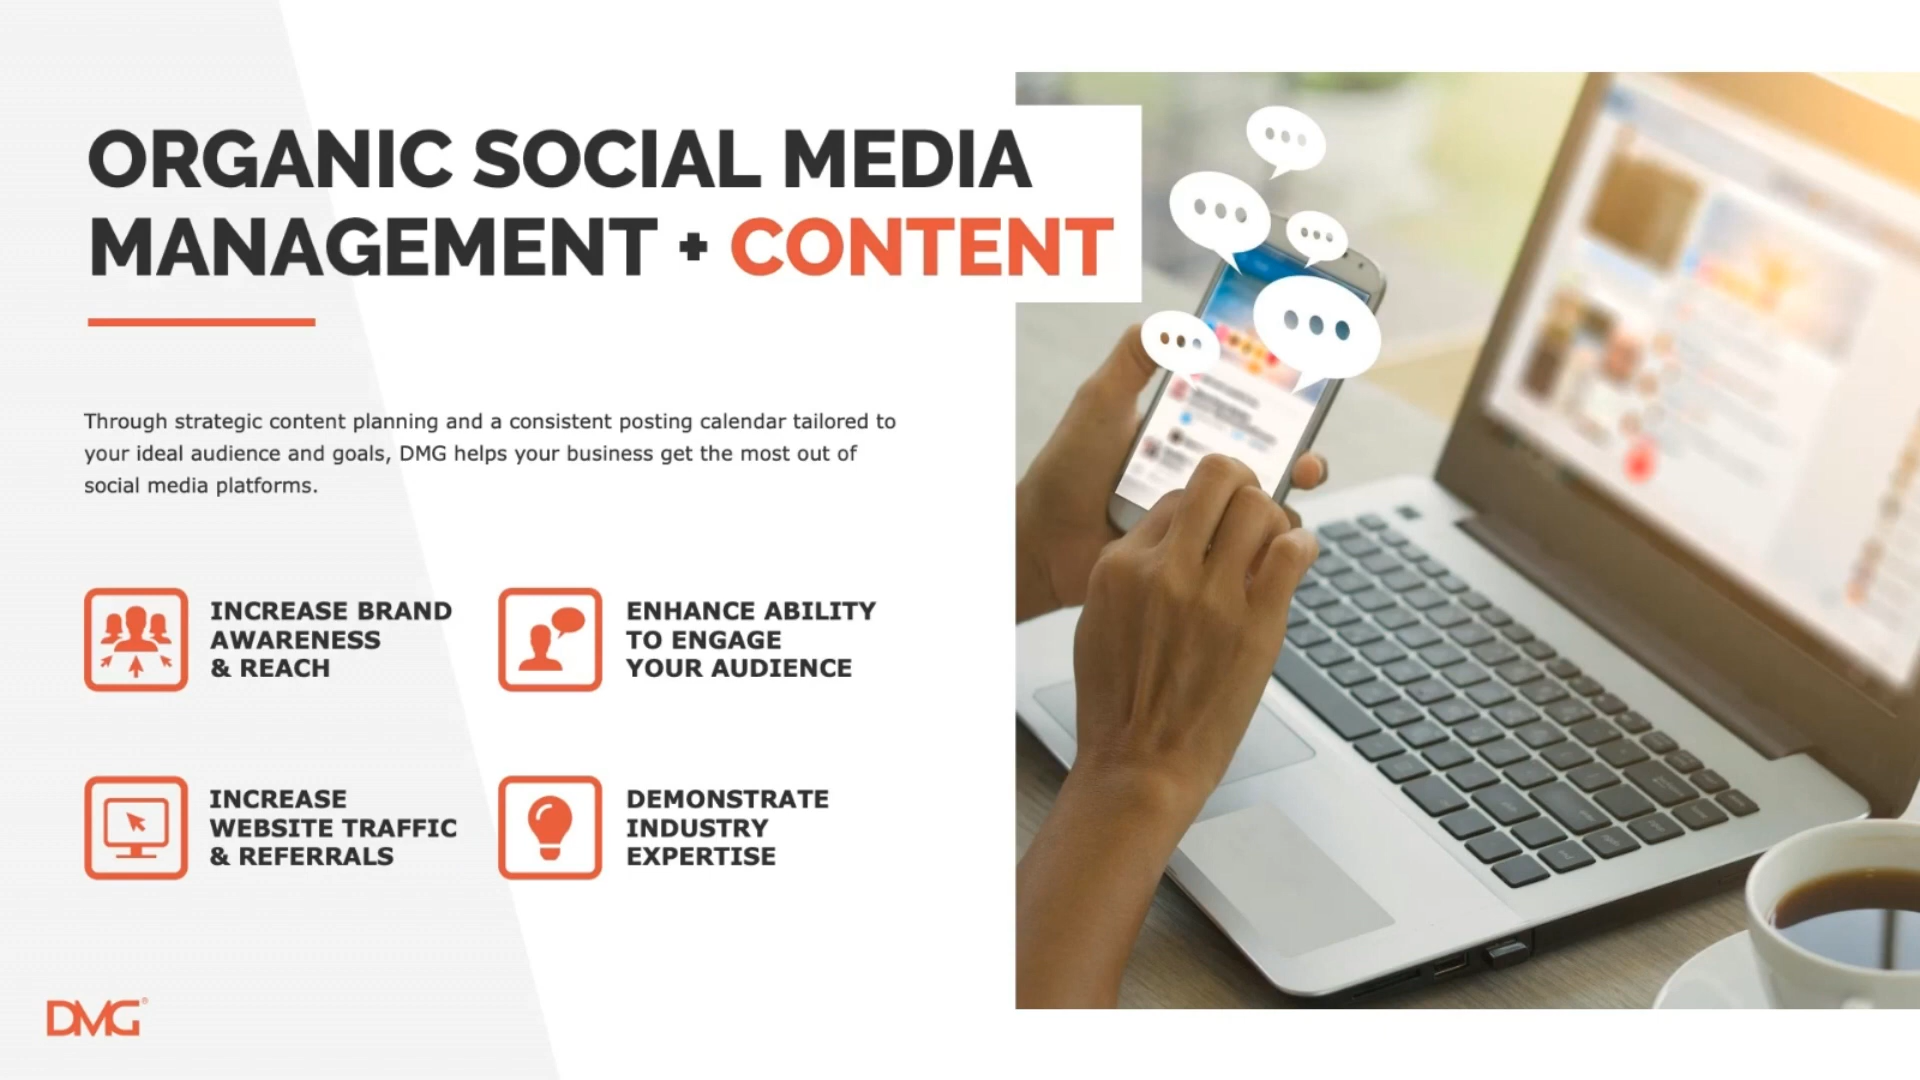 ORGANIC SOCIAL MEDIA
MANAGEMENT + CONTENT
Through strategic content planning and a consistent posting calendar tailored to
your ideal audience and goals, DMG helps your business get the most out of
social media platforms.
INCREASE BRAND
AWARENESS
& REACH
ENHANCE ABILITY
TO ENGAGE
YOUR AUDIENCE
INCREASE
WEBSITE TRAFFIC
& REFERRALS
DEMONSTRATE
INDUSTRY
EXPERTISE
DMG®